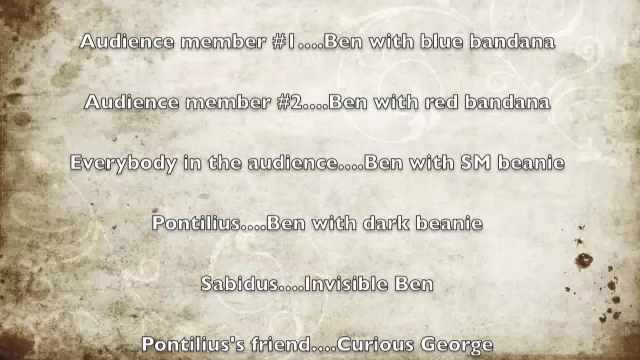 Audience member #1....Ben with blue bandana
Audience member #2....Ben with red bandana
Everybody in the audience....Ben with SM beanie
Pontilius....Ben with dark beanie
Sabidus....Invisible Ben
Pontilius's friend....Curious George